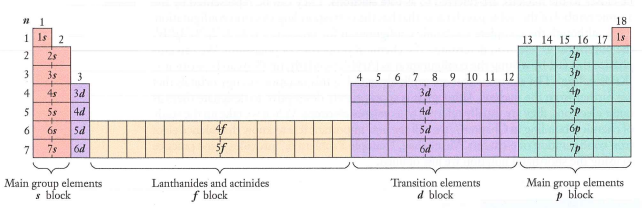 n 1 18
1 1s 2 13 14 15 16 17 1s
2 2s 2p
3 3s 3 4 5 6 7 8 9 10 11 12 3p
4 4s 3d 3d 4p
5 5s 4d 4d 5p
6 6s 5d 4f 5d 6p
7 7s 6d 5f 6d 7p
Main group elements Lanthanides and actinides Transition elements Main group elements
s block f block d block p block